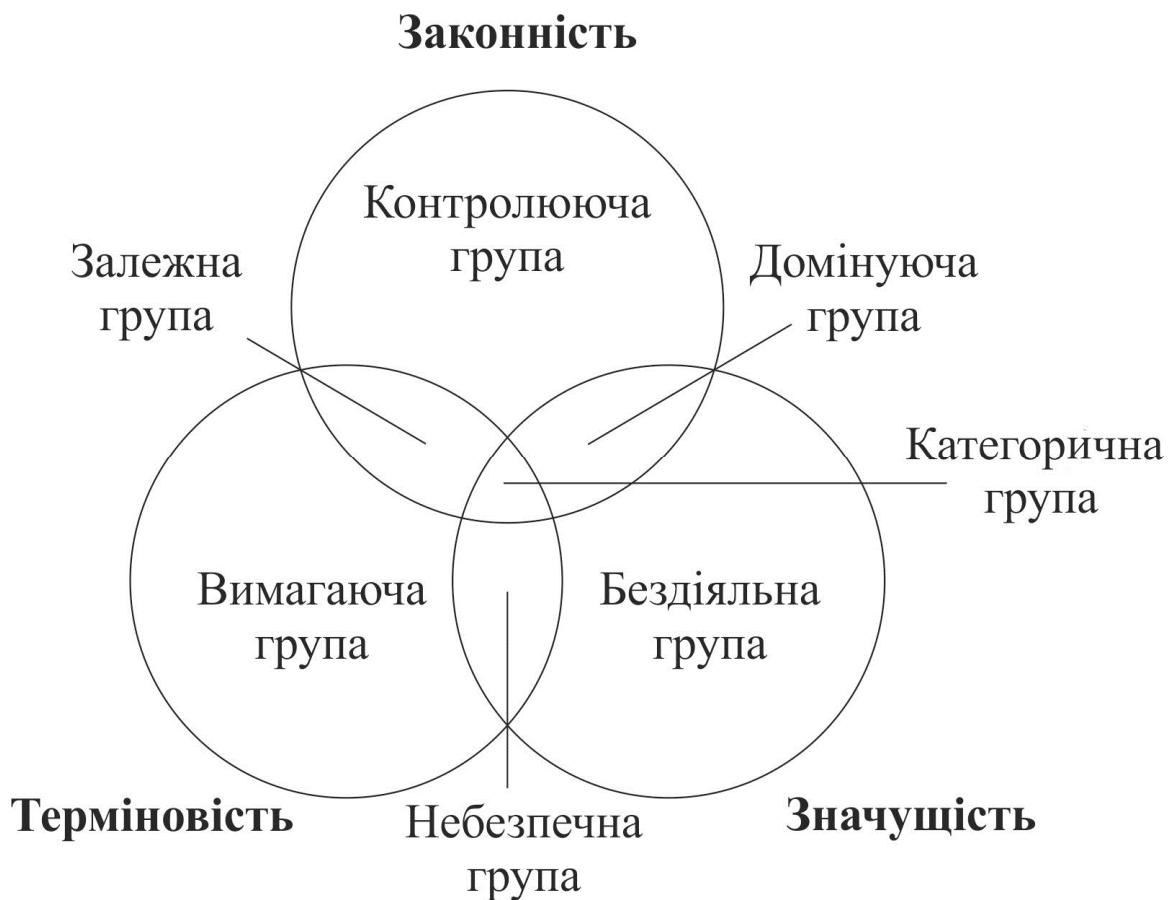 Законність
Контролююча
група
Залежна
група
Домінуюча
група
Категорична
група
Вимагаюча
група
Бездіяльна
група
Терміновість
Небезпечна
група
Значущість